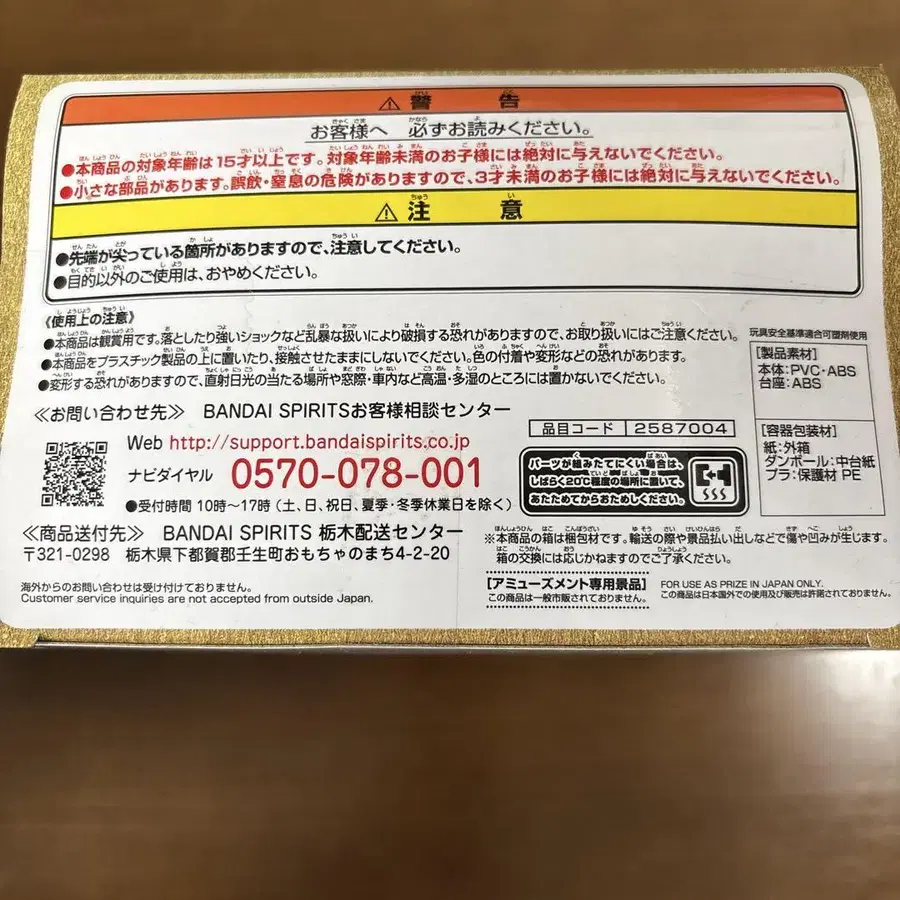 ⚠警告
お客様へ 必ずお読みください。
●本商品の対象年齢は15才以上です。対象年齢未満のお子様には絶対に与えないでください。
●小さな部品があります。誤飲・窒息の危険がありますので、3才未満のお子様には絶対に与えないでください。
⚠注意
●先端が尖っている箇所がありますので、注意してください。
●目的以外のご使用は、おやめください。
《使用上の注意》
●本商品は観賞用です。落としたり強いショックなど乱暴な扱いにより破損する恐れがありますので、お取り扱いにはご注意ください。
●本商品をプラスチック製品の上に置いたり、接触させたままにしないでください。色の付着や変形などの恐れがあります。
●変形する恐れがありますので、直射日光の当たる場所や窓際・車内など高温・多湿のところには置かないでください。
玩具安全基準適合可塑剤使用
[製品素材]
本体:PVC・ABS
台座:ABS
[容器包装材]
紙:外箱
ダンボール:中台紙
プラ:保護材 PE
≪お問い合わせ先≫ BANDAI SPIRITSお客様相談センター
Web http://support.bandaispirits.co.jp
ナビダイヤル 0570-078-001
●受付時間 10時〜17時(土、日、祝日、夏季・冬季休業日を除く)
品目コード 2587004
パーツが組みたてにくい場合は、
しばらく20℃程度の場所に置いて、
あたためてからおためしください。
≪商品送付先≫ BANDAI SPIRITS 栃木配送センター
〒321-0298 栃木県下都賀郡壬生町おもちゃのまち4-2-20
※本商品の箱は梱包材です。輸送の際や景品払い出しなどで傷や凹みが生じます。
箱の交換には応じかねますのでご了承ください。
海外からのお問い合わせは受け付けておりません。
Customer service inquiries are not accepted from outside Japan.
[アミューズメント専用景品]
この商品は一般市販されておりません。
FOR USE AS PRIZE IN JAPAN ONLY.
この商品は日本国外での使用及び販売は許諾されておりません。